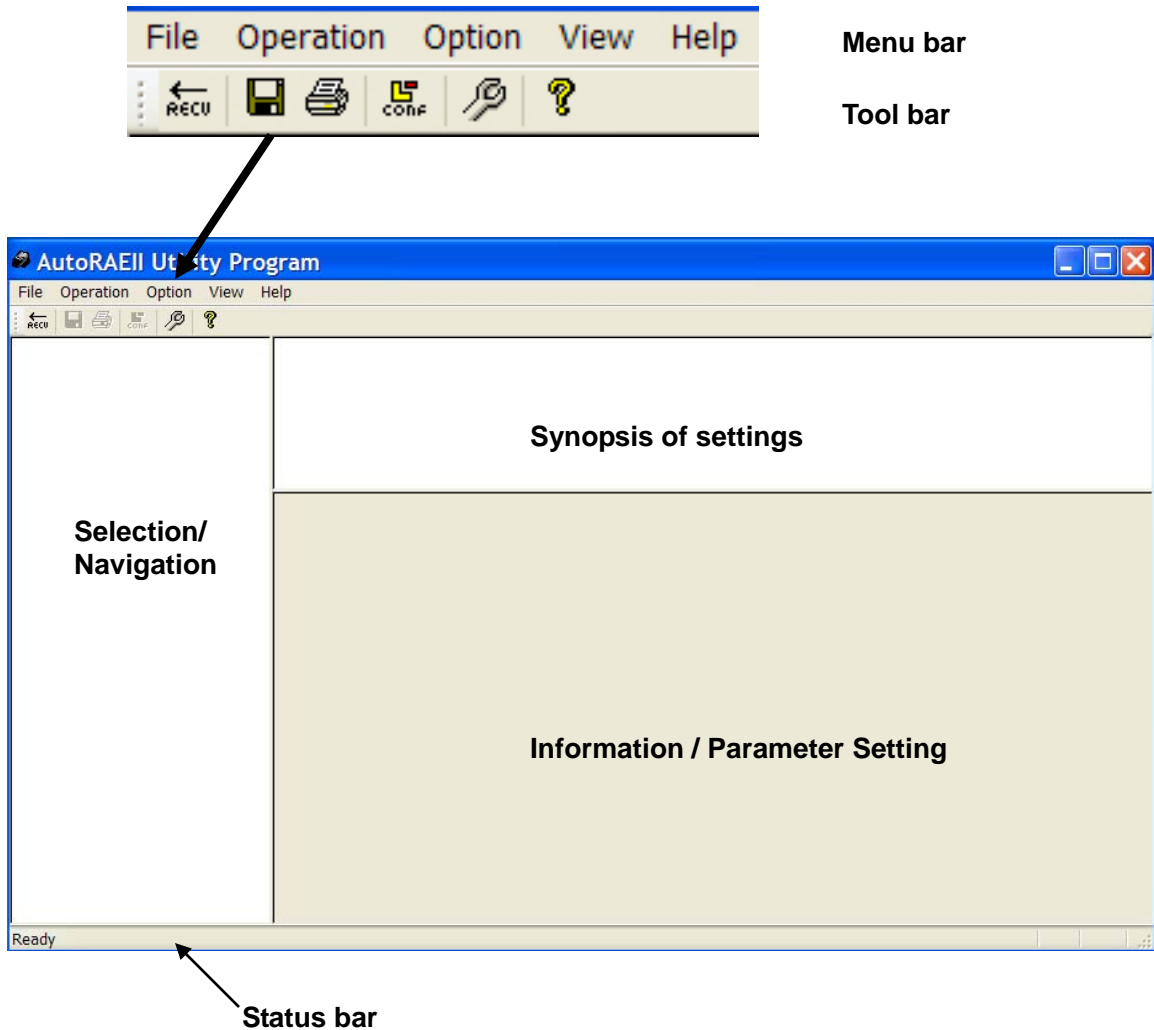 File Operation Option View Help
Menu bar
RECV CONF ?
Tool bar
AutoRAEII Utility Program
File Operation Option View Help
RECV CONF ?
Synopsis of settings
Selection/
Navigation
Information / Parameter Setting
Ready
Status bar